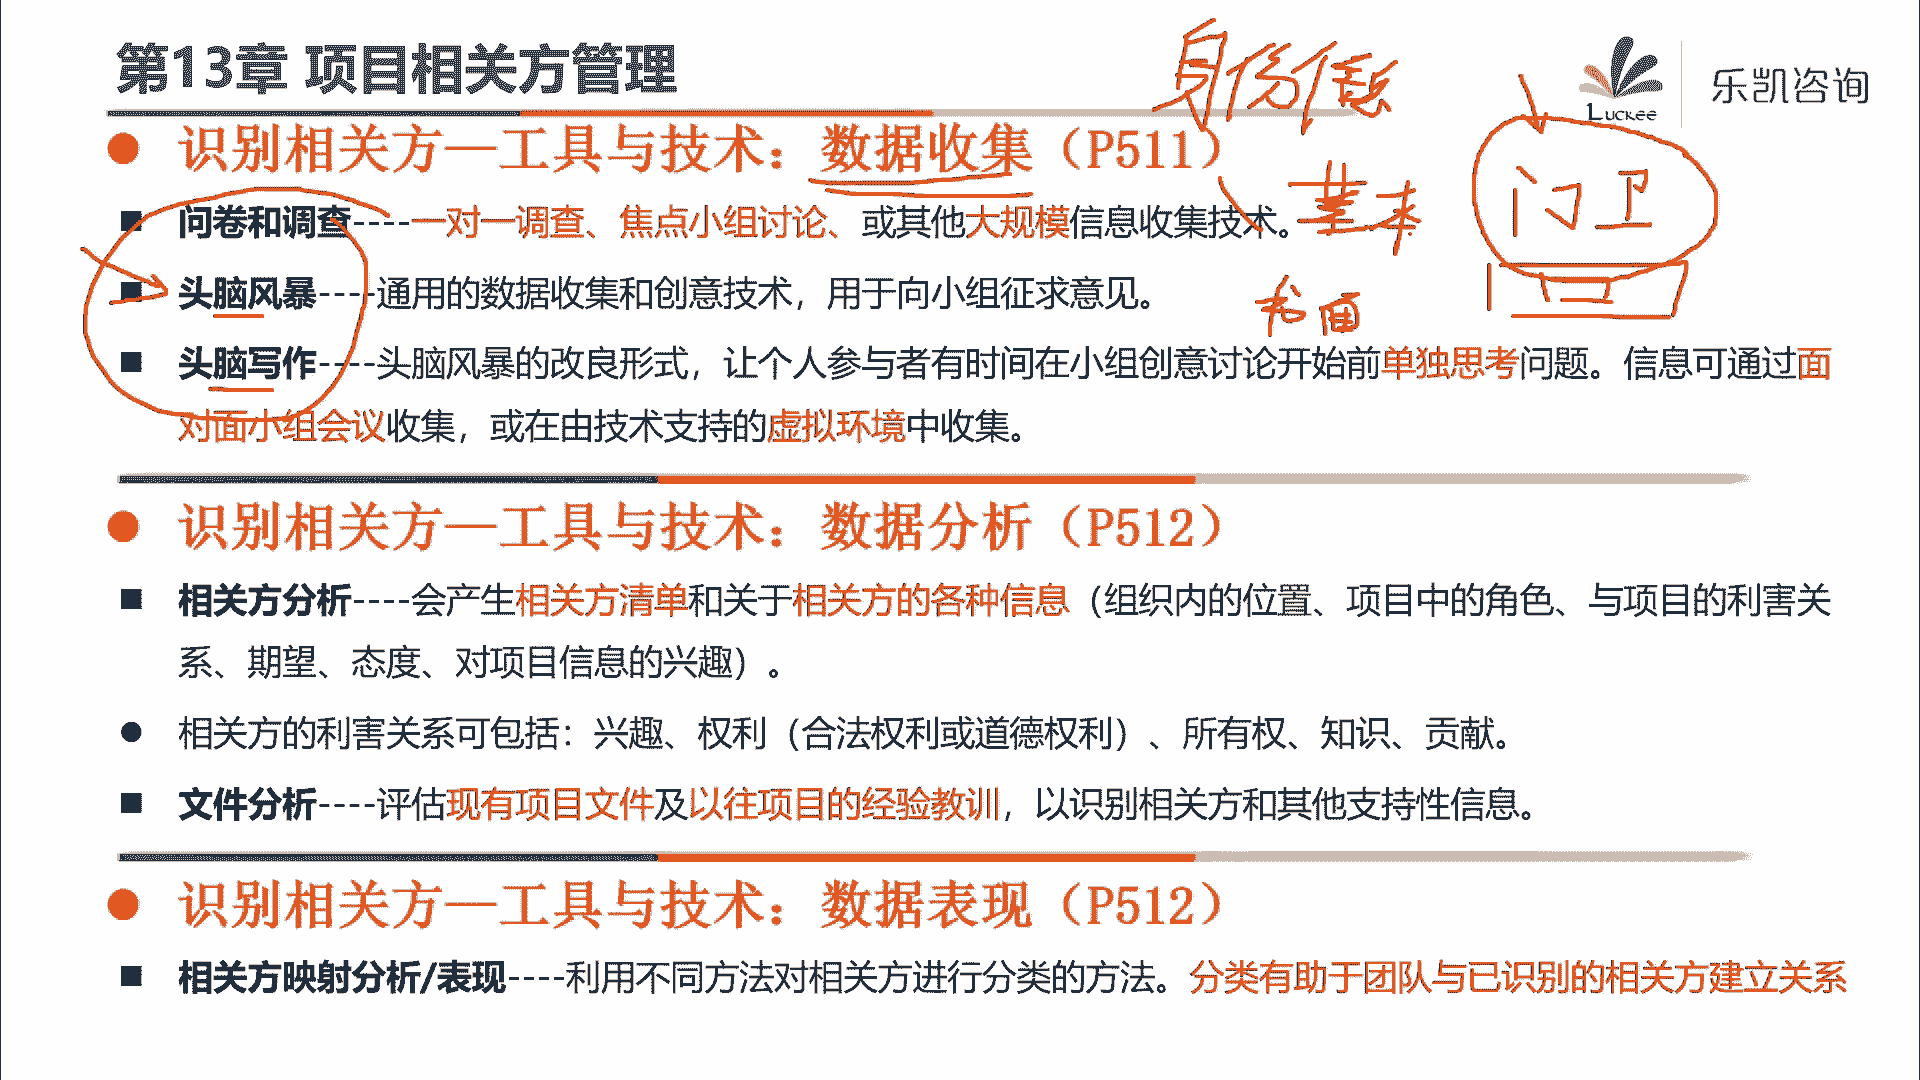 第13章 项目相关方管理
身份信息
Luckee
乐凯咨询
识别相关方—工具与技术：数据收集（P511）
问卷和调查----一对一调查、焦点小组讨论、或其他大规模信息收集技术。
基本
门卫
头脑风暴----通用的数据收集和创意技术，用于向小组征求意见。
书面
头脑写作----头脑风暴的改良形式，让个人参与者有时间在小组创意讨论开始前单独思考问题。信息可通过面
对面小组会议收集，或在由技术支持的虚拟环境中收集。
识别相关方—工具与技术：数据分析（P512）
相关方分析----会产生相关方清单和关于相关方的各种信息（组织内的位置、项目中的角色、与项目的利害关
系、期望、态度、对项目信息的兴趣）。
相关方的利害关系可包括：兴趣、权利（合法权利或道德权利）、所有权、知识、贡献。
文件分析----评估现有项目文件及以往项目的经验教训，以识别相关方和其他支持性信息。
识别相关方—工具与技术：数据表现（P512）
相关方映射分析/表现----利用不同方法对相关方进行分类的方法。分类有助于团队与已识别的相关方建立关系